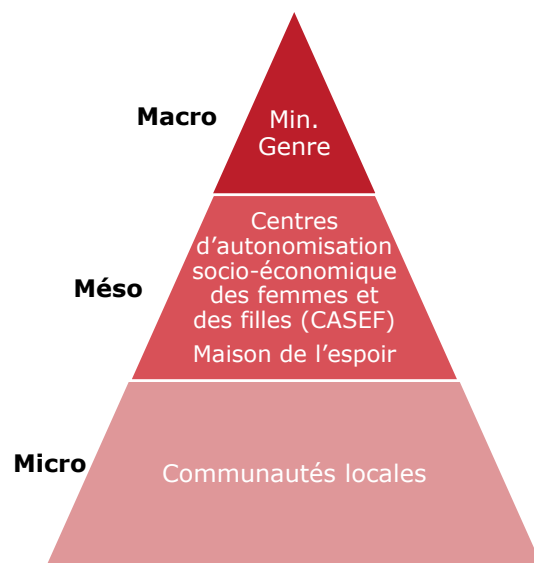 Macro
Min.
Genre
Méso
Centres
d’autonomisation
socio-économique
des femmes et
des filles (CASEF)
Maison de l’espoir
Micro
Communautés locales